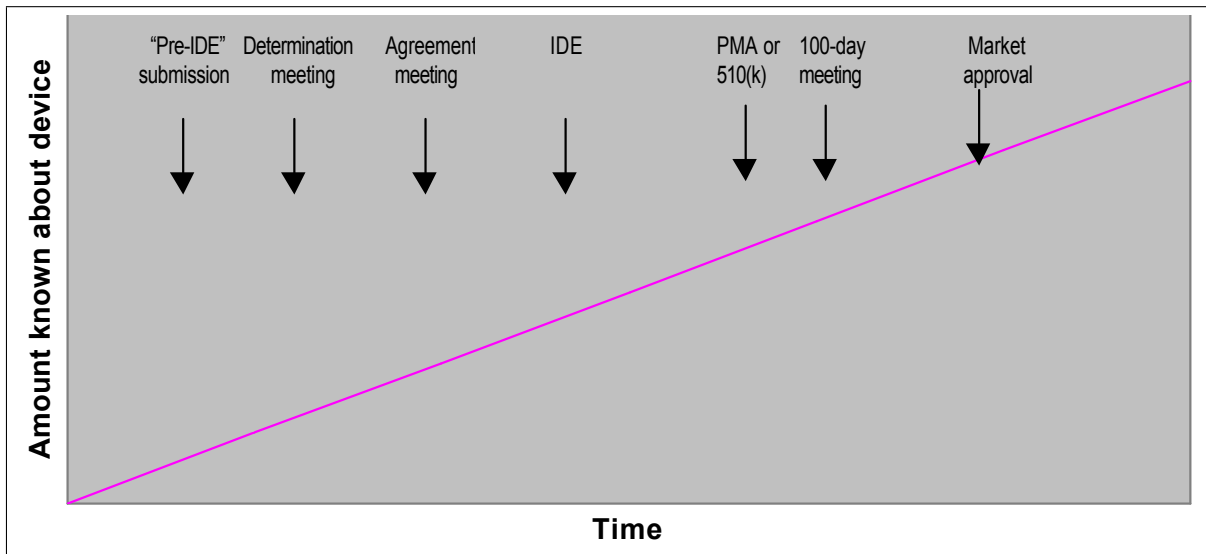 “Pre-IDE”
submission
Determination
meeting
Agreement
meeting
IDE
PMA or
510(k)
100-day
meeting
Market
approval
Amount known about device
Time